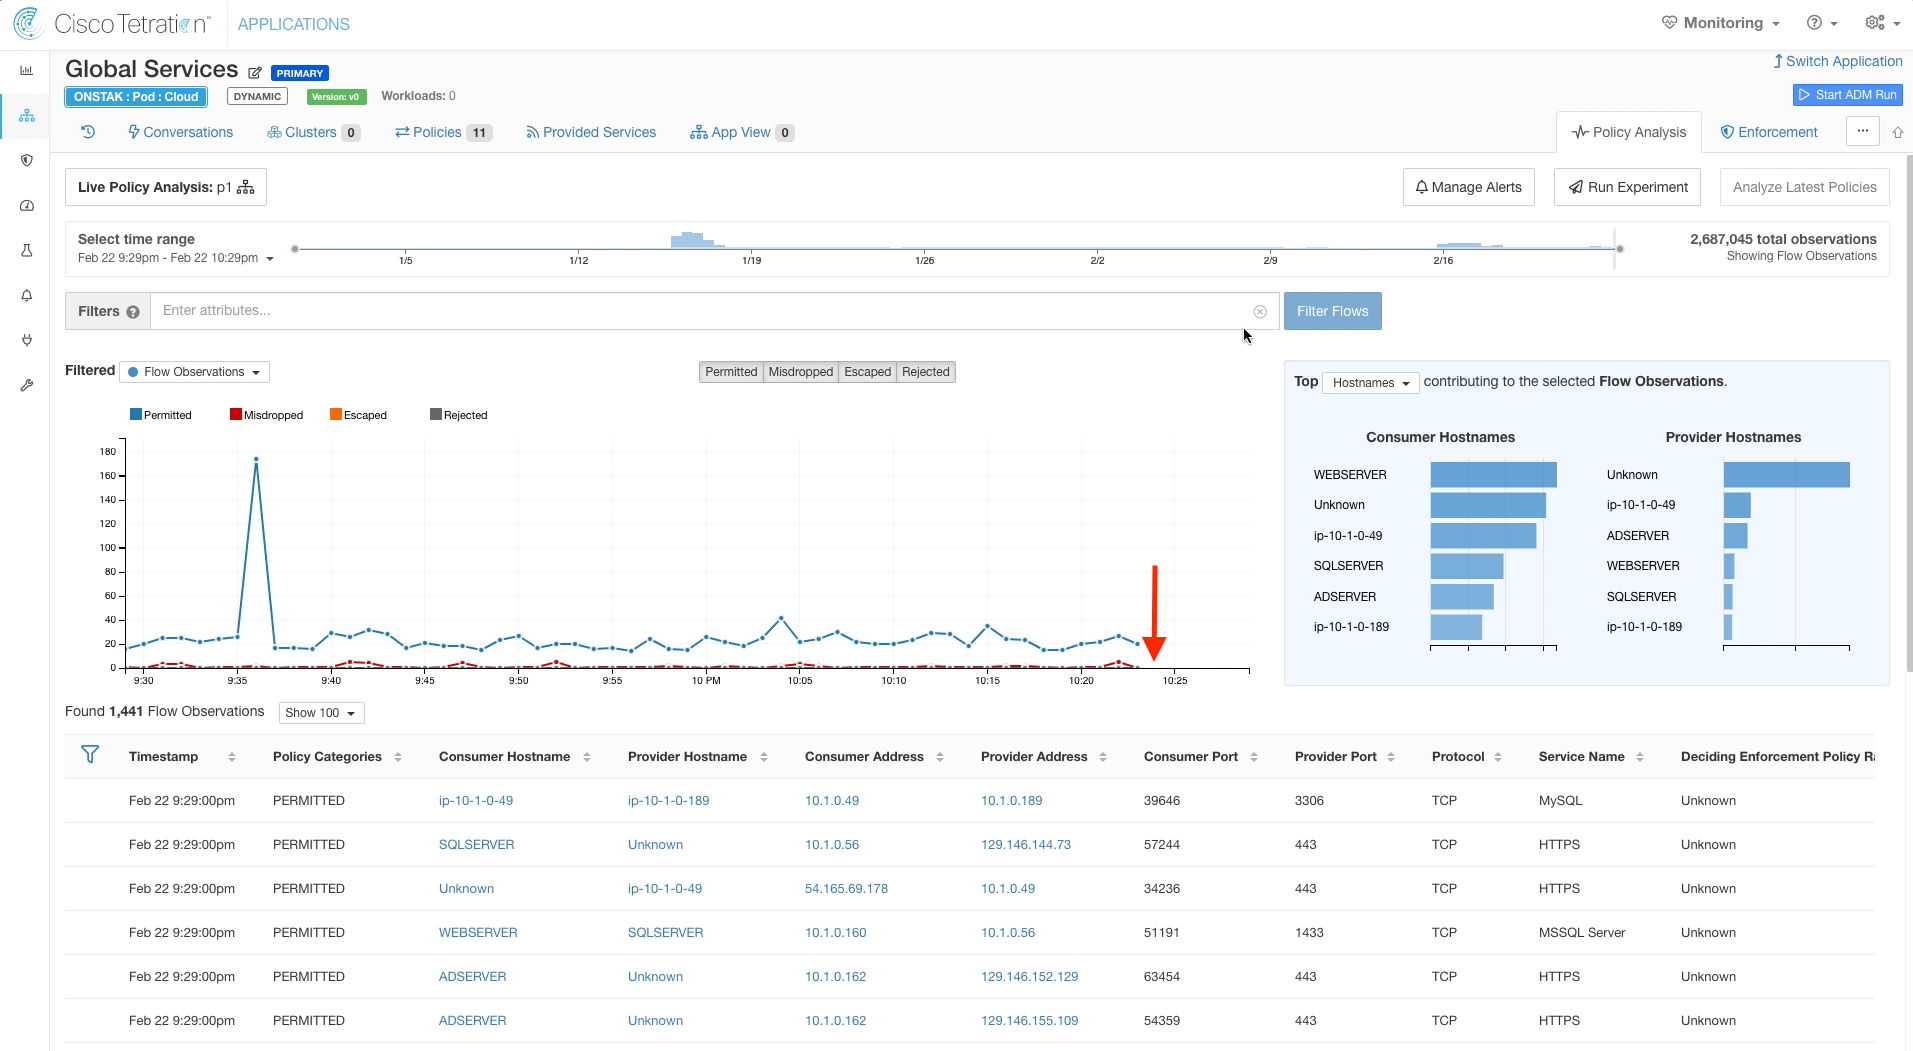 Cisco Tetration™ APPLICATIONS Monitoring
Global Services PRIMARY
Switch Application
ONSTAK : Pod : Cloud DYNAMIC Version: v0 Workloads: 0
Start ADM Run
Conversations Clusters 0 Policies 11 Provided Services App View 0 Policy Analysis Enforcement ...
Live Policy Analysis: p1 Manage Alerts Run Experiment Analyze Latest Policies
Select time range 2,687,045 total observations
Feb 22 9:29pm - Feb 22 10:29pm Showing Flow Observations
1/5 1/12 1/19 1/26 2/2 2/9 2/16
Filters ? Enter attributes... Filter Flows
Filtered Flow Observations Permitted Misdropped Escaped Rejected
Permitted Misdropped Escaped Rejected
180
160
140
120
100
80
60
40
20
0
9:30 9:35 9:40 9:45 9:50 9:55 10 PM 10:05 10:10 10:15 10:20 10:25
Top Hostnames contributing to the selected Flow Observations.
Consumer Hostnames Provider Hostnames
WEBSERVER Unknown
Unknown ip-10-1-0-49
ip-10-1-0-49 ADSERVER
SQLSERVER WEBSERVER
ADSERVER SQLSERVER
ip-10-1-0-189 ip-10-1-0-189
Found 1,441 Flow Observations Show 100
Timestamp Policy Categories Consumer Hostname Provider Hostname Consumer Address Provider Address Consumer Port Provider Port Protocol Service Name Deciding Enforcement Policy Ra
Feb 22 9:29:00pm PERMITTED ip-10-1-0-49 ip-10-1-0-189 10.1.0.49 10.1.0.189 39646 3306 TCP MySQL Unknown
Feb 22 9:29:00pm PERMITTED SQLSERVER Unknown 10.1.0.56 129.146.144.73 57244 443 TCP HTTPS Unknown
Feb 22 9:29:00pm PERMITTED Unknown ip-10-1-0-49 54.165.69.178 10.1.0.49 34236 443 TCP HTTPS Unknown
Feb 22 9:29:00pm PERMITTED WEBSERVER SQLSERVER 10.1.0.160 10.1.0.56 51191 1433 TCP MSSQL Server Unknown
Feb 22 9:29:00pm PERMITTED ADSERVER Unknown 10.1.0.162 129.146.152.129 63454 443 TCP HTTPS Unknown
Feb 22 9:29:00pm PERMITTED ADSERVER Unknown 10.1.0.162 129.146.155.109 54359 443 TCP HTTPS Unknown